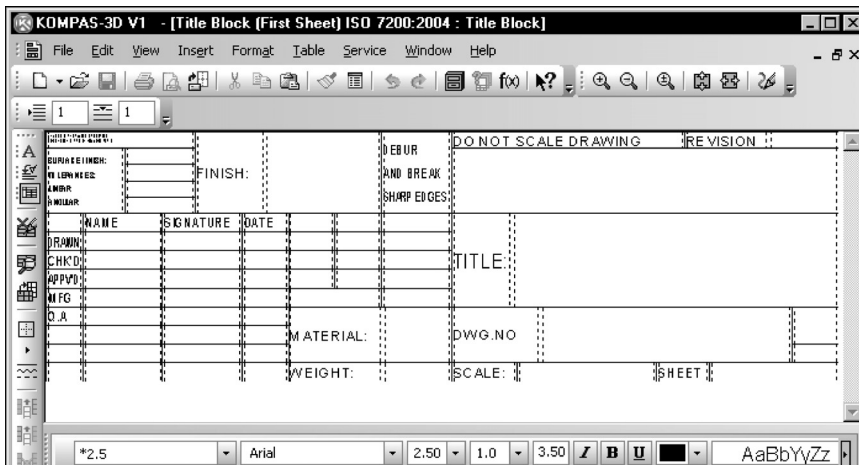 KOMPAS-3D V1 - [Title Block (First Sheet) ISO 7200:2004 : Title Block]
File Edit View Insert Format Table Service Window Help
f(x)
1 1
DO NOT SCALE DRAWING REVISION
SURFACE FINISH:
TOLERANCES:
LINEAR:
ANGULAR:
FINISH:
DEBUR
AND BREAK
SHARP EDGES
NAME SIGNATURE DATE
DRAWN
CHK'D
APPV'D
MFG
Q.A
TITLE:
MATERIAL: DWG.NO
WEIGHT: SCALE: SHEET
*2.5 Arial 2.50 1.0 3.50 I B U AaBbYyZz